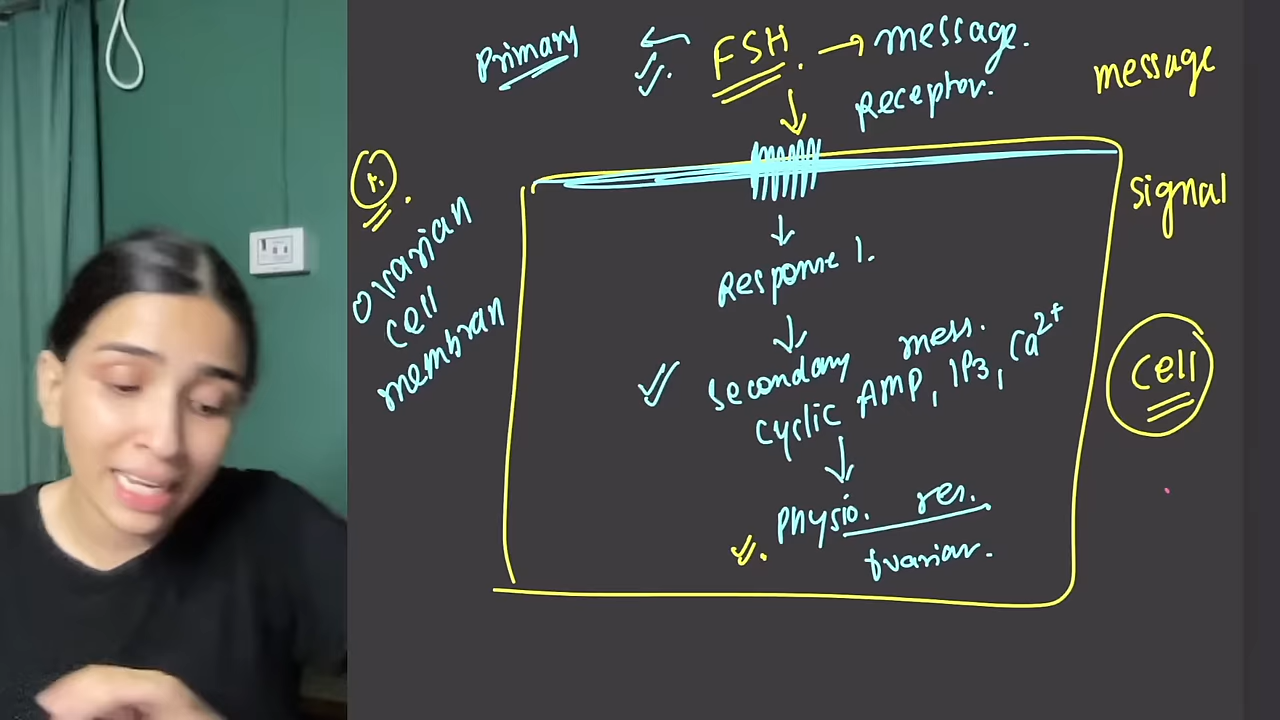 Primary
FSH → message.
Receptor.
message
signal
cell
ovarian
cell
membran
Response 1.
Secondary mess.
cyclic AMP, IP3, Ca2+
Physio. res.